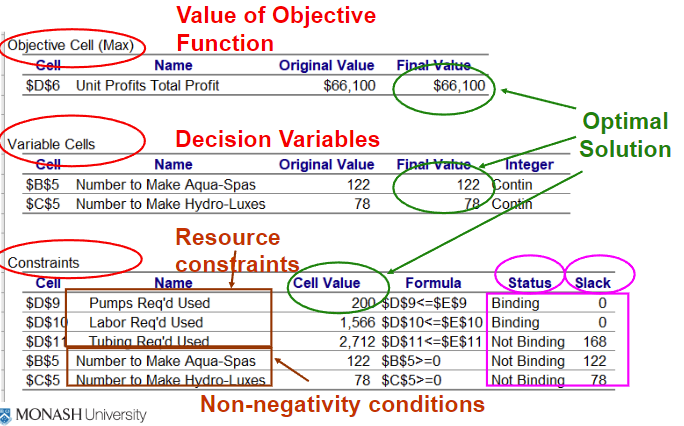 Value of Objective
Function
Objective Cell (Max)
Cell Name Original Value Final Value
$D$6 Unit Profits Total Profit $66,100 $66,100
Optimal
Solution
Decision Variables
Variable Cells
Cell Name Original Value Final Value Integer
$B$5 Number to Make Aqua-Spas 122 122 Contin
$C$5 Number to Make Hydro-Luxes 78 78 Contin
Resource
constraints
Constraints
Cell Name Cell Value Formula Status Slack
$D$9 Pumps Req'd Used 200 $D$9<=$E$9 Binding 0
$D$10 Labor Req'd Used 1,566 $D$10<=$E$10 Binding 0
$D$11 Tubing Req'd Used 2,712 $D$11<=$E$11 Not Binding 168
$B$5 Number to Make Aqua-Spas 122 $B$5>=0 Not Binding 122
$C$5 Number to Make Hydro-Luxes 78 $C$5>=0 Not Binding 78
Non-negativity conditions
MONASH University